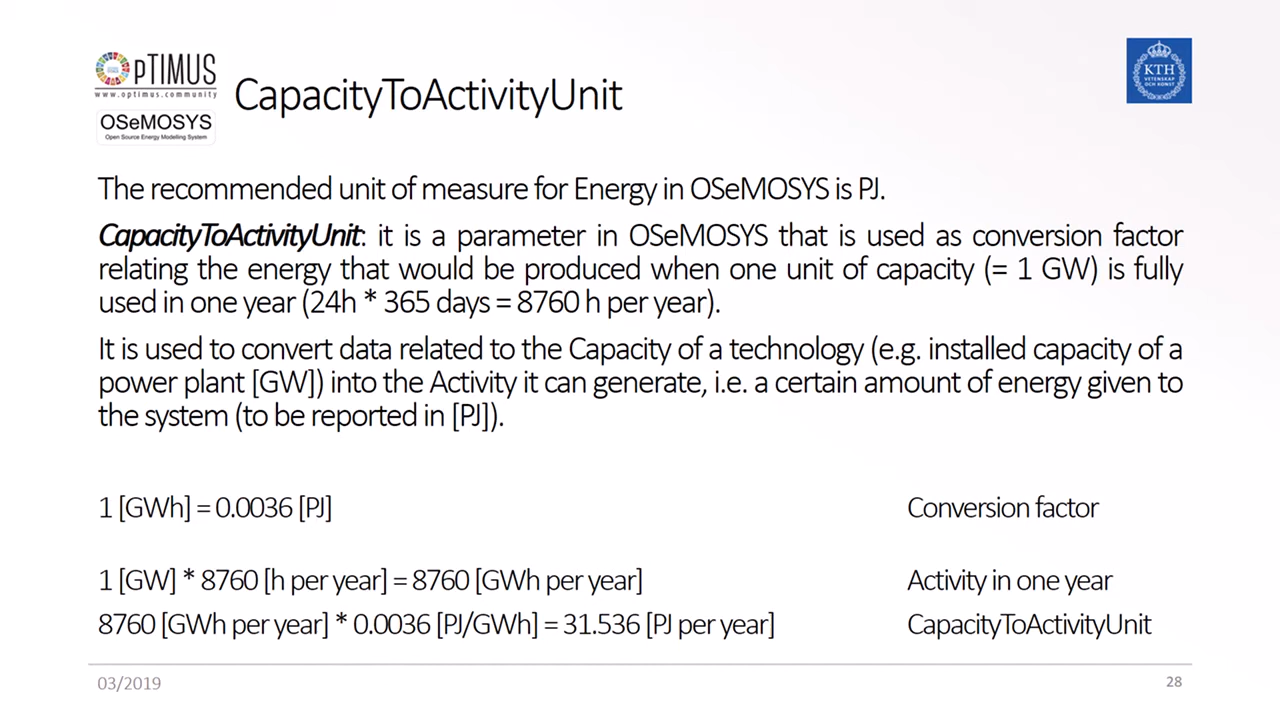 OPTIMUS
www.optimus.community
OSeMOSYS
Open Source Energy Modelling System
CapacityToActivityUnit
KTH
VETENSKAP
OCH KONST
The recommended unit of measure for Energy in OSeMOSYS is PJ.
CapacityToActivityUnit: it is a parameter in OSeMOSYS that is used as conversion factor
relating the energy that would be produced when one unit of capacity (= 1 GW) is fully
used in one year (24h * 365 days = 8760 h per year).
It is used to convert data related to the Capacity of a technology (e.g. installed capacity of a
power plant [GW]) into the Activity it can generate, i.e. a certain amount of energy given to
the system (to be reported in [PJ]).
1 [GWh] = 0.0036 [PJ] Conversion factor
1 [GW] * 8760 [h per year] = 8760 [GWh per year] Activity in one year
8760 [GWh per year] * 0.0036 [PJ/GWh] = 31.536 [PJ per year] CapacityToActivityUnit
03/2019 28